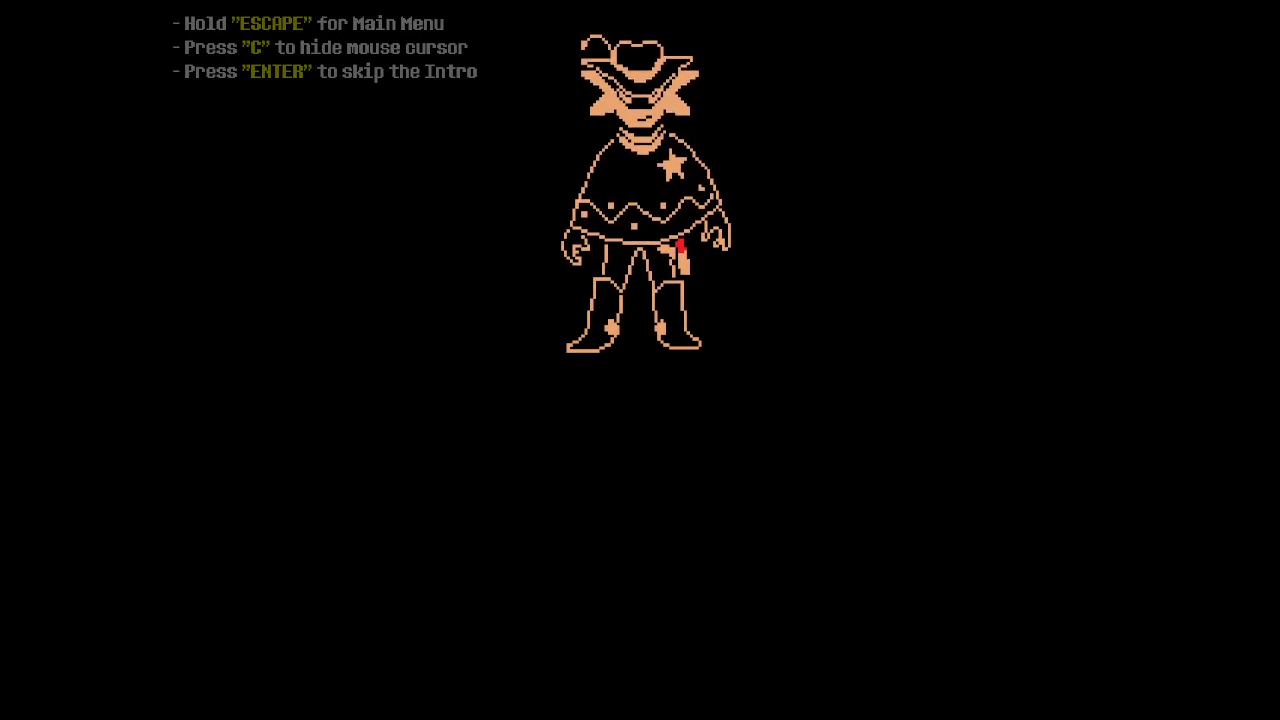 - Hold "ESCAPE" for Main Menu
- Press "C" to hide mouse cursor
- Press "ENTER" to skip the Intro